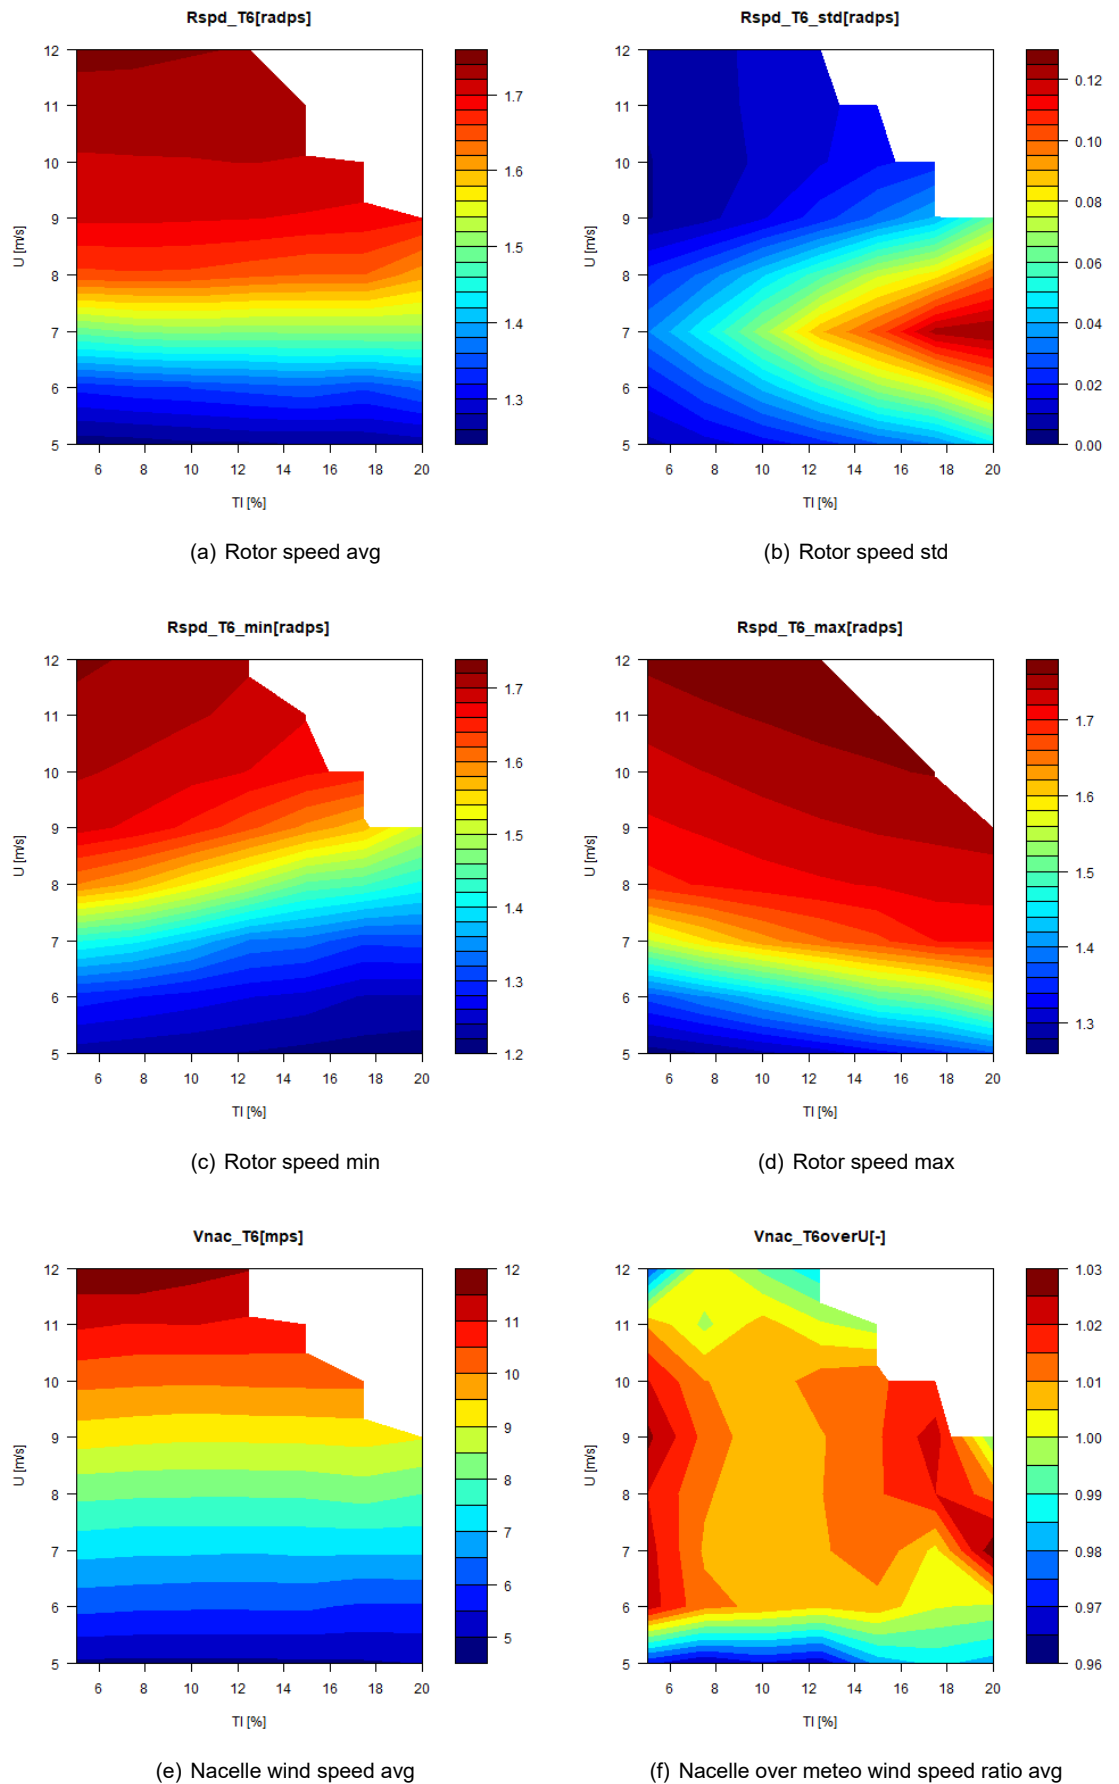 Rspd_T6[radps]
12
11
10
9
8
7
6
5
U [m/s]
6 8 10 12 14 16 18 20
TI [%]
1.7
1.6
1.5
1.4
1.3
(a) Rotor speed avg
Rspd_T6_std[radps]
12
11
10
9
8
7
6
5
U [m/s]
6 8 10 12 14 16 18 20
TI [%]
0.12
0.10
0.08
0.06
0.04
0.02
0.00
(b) Rotor speed std
Rspd_T6_min[radps]
12
11
10
9
8
7
6
5
U [m/s]
6 8 10 12 14 16 18 20
TI [%]
1.7
1.6
1.5
1.4
1.3
1.2
(c) Rotor speed min
Rspd_T6_max[radps]
12
11
10
9
8
7
6
5
U [m/s]
6 8 10 12 14 16 18 20
TI [%]
1.7
1.6
1.5
1.4
1.3
(d) Rotor speed max
Vnac_T6[mps]
12
11
10
9
8
7
6
5
U [m/s]
6 8 10 12 14 16 18 20
TI [%]
12
10
9
8
7
6
5
(e) Nacelle wind speed avg
Vnac_T6overU[-]
12
11
10
9
8
7
6
5
U [m/s]
6 8 10 12 14 16 18 20
TI [%]
1.03
1.02
1.01
1.00
0.99
0.98
0.97
0.96
(f) Nacelle over meteo wind speed ratio avg